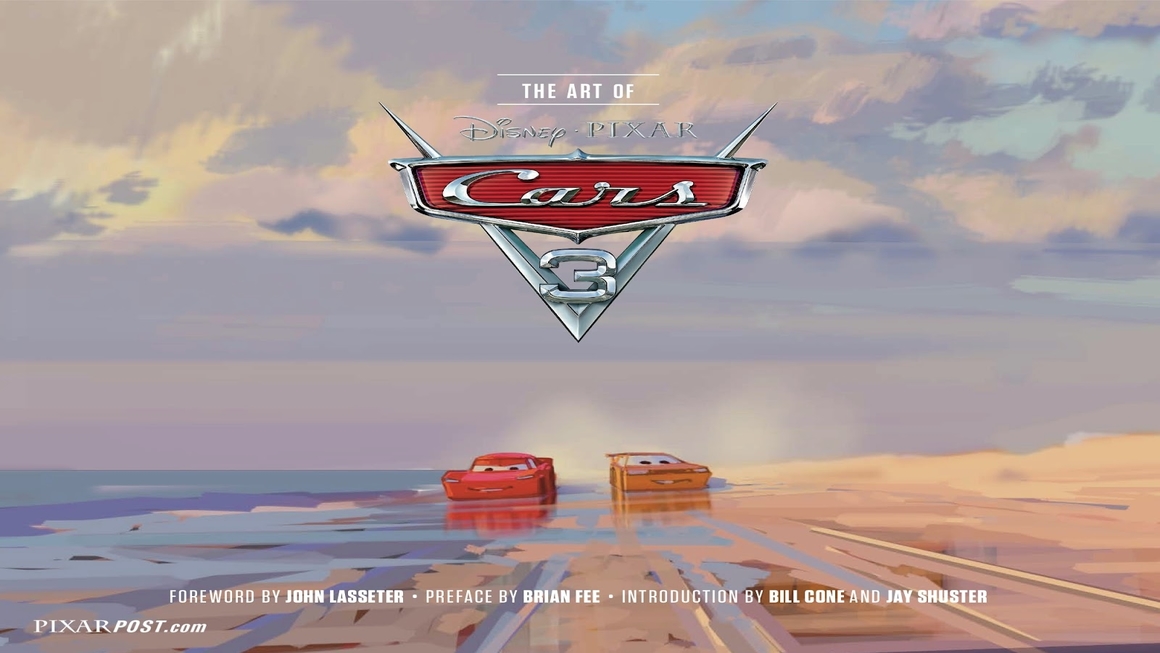 THE ART OF
DISNEY · PIXAR
Cars
3
FOREWORD BY JOHN LASSETER • PREFACE BY BRIAN FEE • INTRODUCTION BY BILL CONE AND JAY SHUSTER
PIXARPOST.com